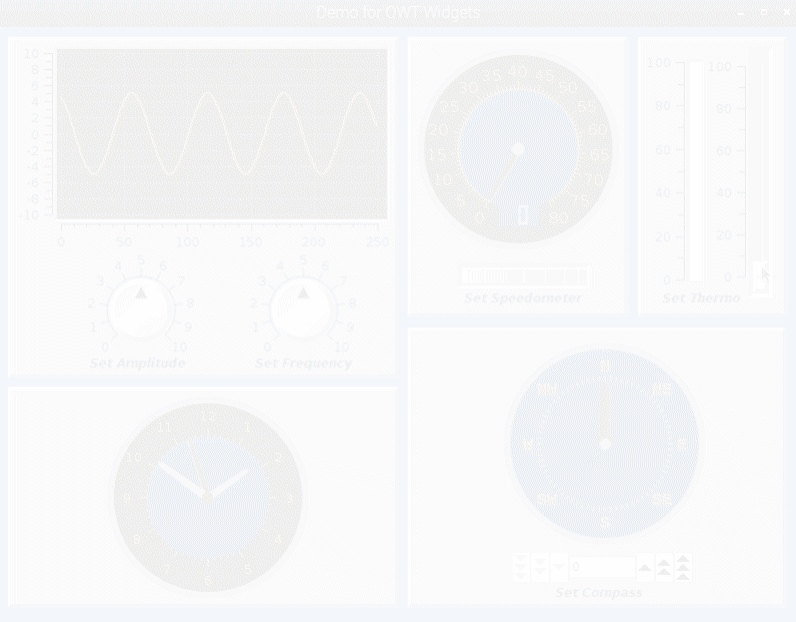 Demo for QWT Widgets
10
8
6
4
2
0
-2
-4
-6
-8
-10
0 50 100 150 200 250
0 1 2 3 4 5 6 7 8 9 10
Set Amplitude
0 1 2 3 4 5 6 7 8 9 10
Set Frequency
0 5 10 15 20 25 30 35 40 45 50 55 60 65 70 75 80
0
Set Speedometer
100 100
80 80
60 60
40 40
20 20
0 0
Set Thermo
12 1 2 3 4 5 6 7 8 9 10 11
N NE E SE S SW W NW
0
Set Compass